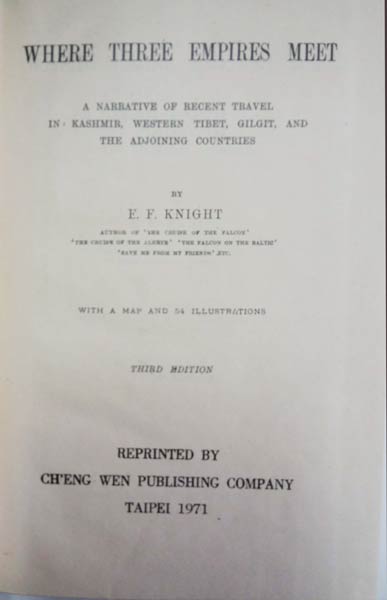 WHERE THREE EMPIRES MEET
A NARRATIVE OF RECENT TRAVEL
IN KASHMIR, WESTERN TIBET, GILGIT, AND
THE ADJOINING COUNTRIES
BY
E. F. KNIGHT
AUTHOR OF 'THE CRUISE OF THE FALCON'
'THE CRUISE OF THE ALERTE' 'THE FALCON ON THE BALTIC'
'SAVE ME FROM MY FRIENDS', ETC.
WITH A MAP AND 54 ILLUSTRATIONS
THIRD EDITION
REPRINTED BY
CH'ENG WEN PUBLISHING COMPANY
TAIPEI 1971